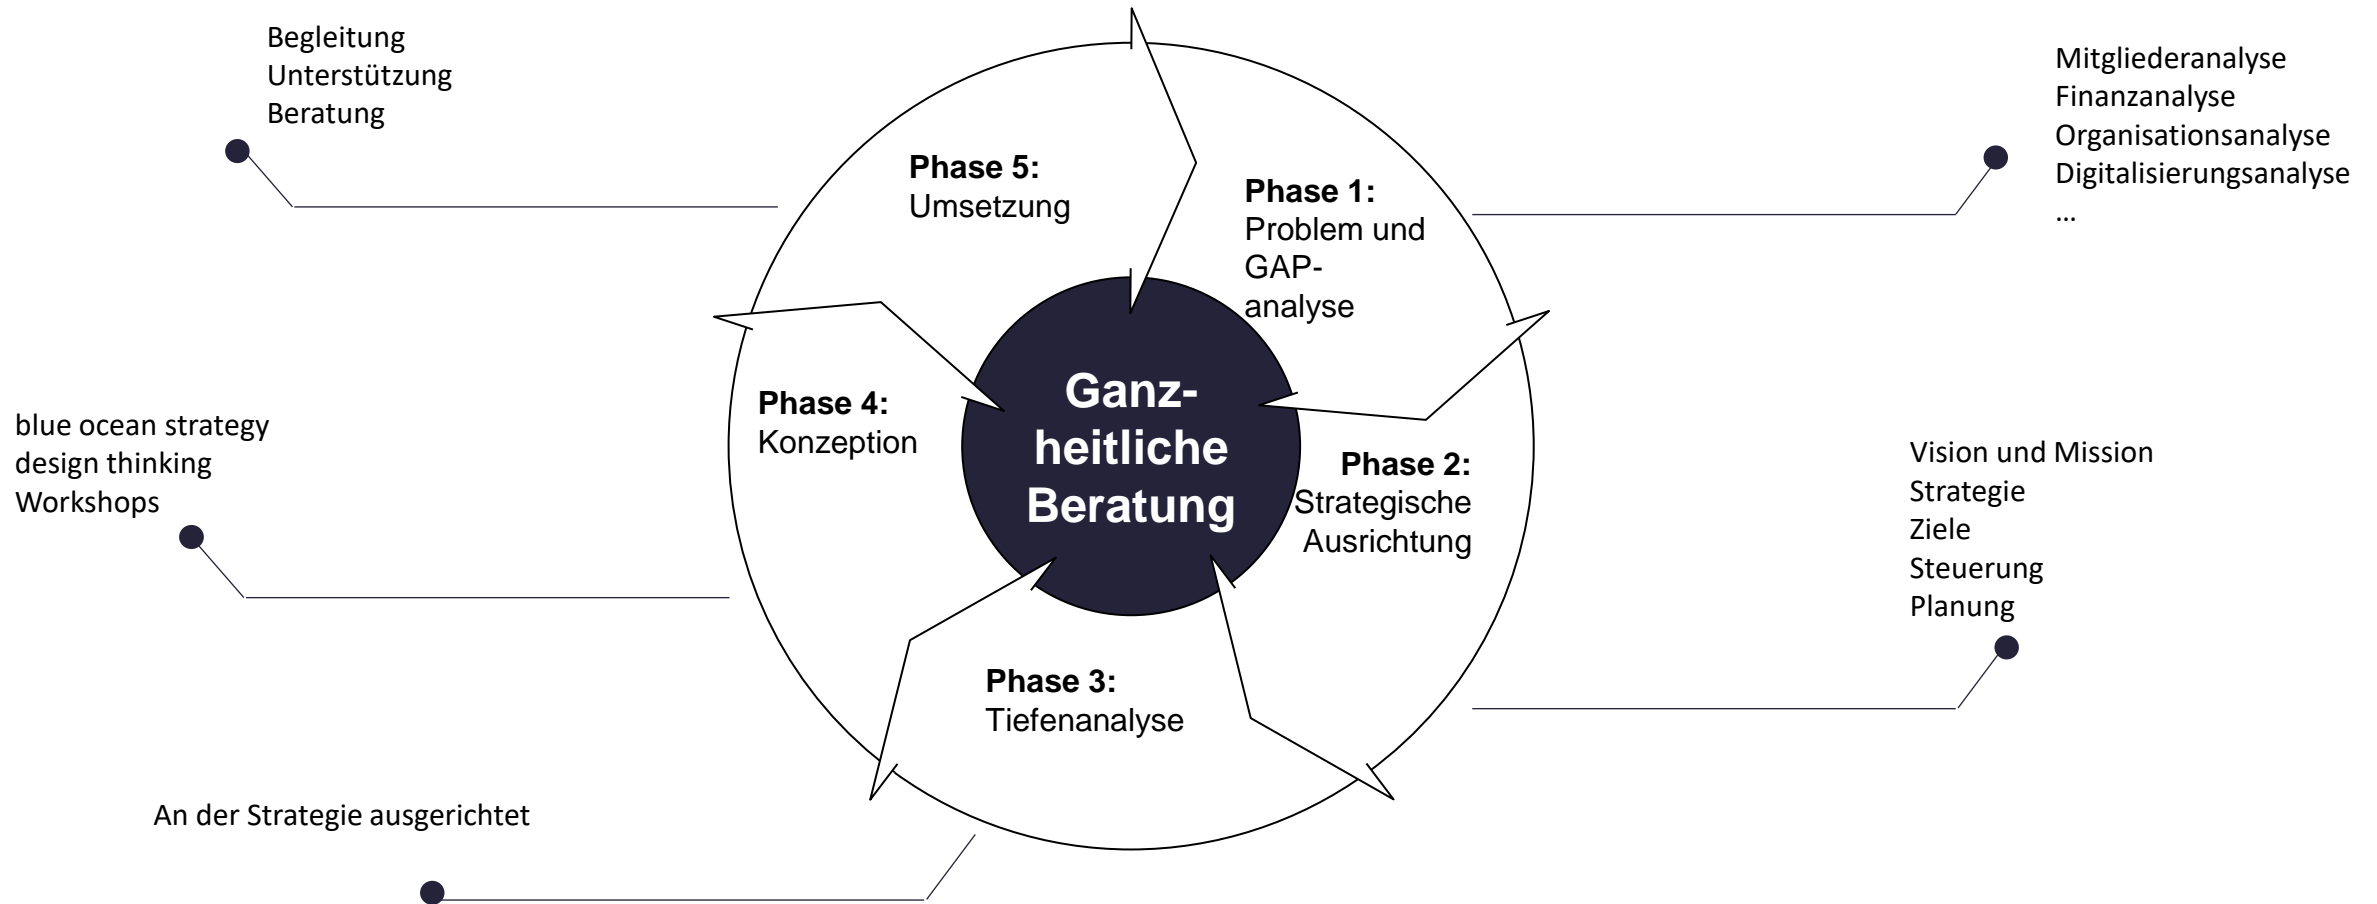 Begleitung
Unterstützung
Beratung
Mitgliederanalyse
Finanzanalyse
Organisationsanalyse
Digitalisierungsanalyse
...
Phase 5:
Umsetzung
Phase 1:
Problem und
GAP-
analyse
Ganz-
heitliche
Beratung
Phase 4:
Konzeption
blue ocean strategy
design thinking
Workshops
Phase 2:
Strategische
Ausrichtung
Vision und Mission
Strategie
Ziele
Steuerung
Planung
Phase 3:
Tiefenanalyse
An der Strategie ausgerichtet